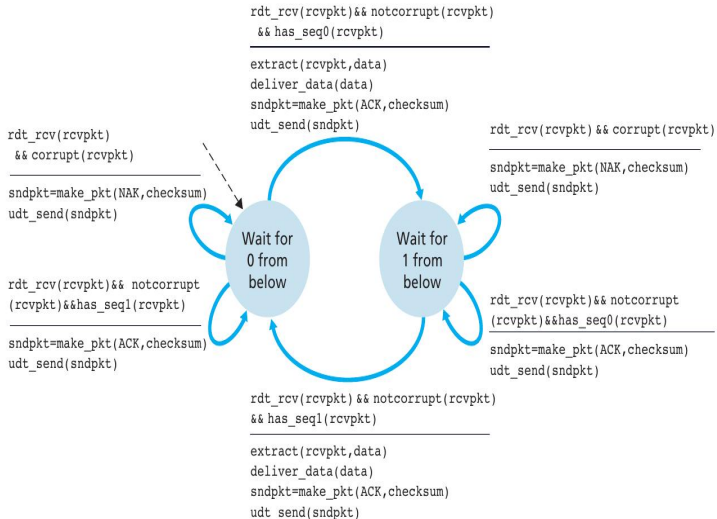 rdt_rcv(rcvpkt)&& notcorrupt(rcvpkt)
&& has_seq0(rcvpkt)
extract(rcvpkt,data)
deliver_data(data)
sndpkt=make_pkt(ACK,checksum)
udt_send(sndpkt)
rdt_rcv(rcvpkt)
&& corrupt(rcvpkt)
sndpkt=make_pkt(NAK,checksum)
udt_send(sndpkt)
rdt_rcv(rcvpkt) && corrupt(rcvpkt)
sndpkt=make_pkt(NAK,checksum)
udt_send(sndpkt)
Wait for
0 from
below
Wait for
1 from
below
rdt_rcv(rcvpkt)&& notcorrupt
(rcvpkt)&&has_seq1(rcvpkt)
sndpkt=make_pkt(ACK,checksum)
udt_send(sndpkt)
rdt_rcv(rcvpkt)&& notcorrupt
(rcvpkt)&&has_seq0(rcvpkt)
sndpkt=make_pkt(ACK,checksum)
udt_send(sndpkt)
rdt_rcv(rcvpkt) && notcorrupt(rcvpkt)
&& has_seq1(rcvpkt)
extract(rcvpkt,data)
deliver_data(data)
sndpkt=make_pkt(ACK,checksum)
udt_send(sndpkt)